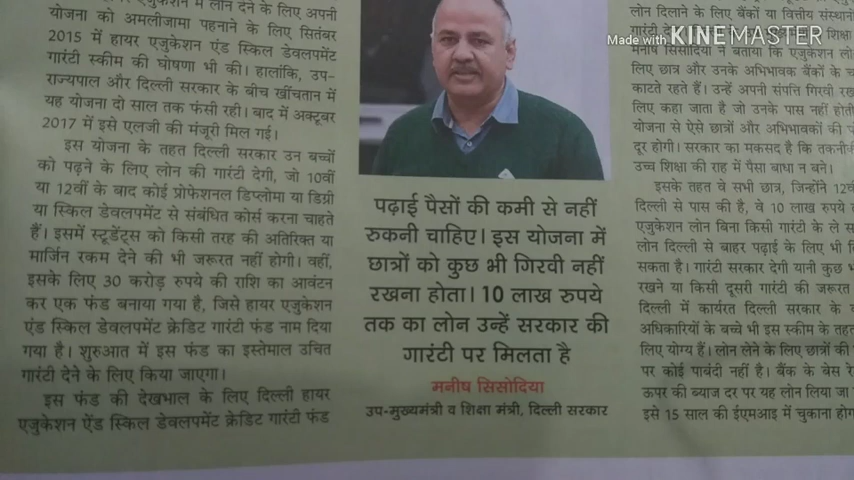 लोन देने के लिए अपनी
योजना को अमलीजामा पहनाने के लिए सितंबर
2015 में हायर एजुकेशन एंड स्किल डेवलपमेंट
गारंटी स्कीम की घोषणा भी की। हालांकि, उप-
राज्यपाल और दिल्ली सरकार के बीच खींचतान में
यह योजना दो साल तक फंसी रही। बाद में अक्टूबर
2017 में इसे एलजी की मंजूरी मिल गई।
इस योजना के तहत दिल्ली सरकार उन बच्चों
को पढ़ने के लिए लोन की गारंटी देगी, जो 10वीं
या 12वीं के बाद कोई प्रोफेशनल डिप्लोमा या डिग्री
या स्किल डेवलपमेंट से संबंधित कोर्स करना चाहते
हैं। इसमें स्टूडेंट्स को किसी तरह की अतिरिक्त या
मार्जिन रकम देने की भी जरूरत नहीं होगी। वहीं,
इसके लिए 30 करोड़ रुपये की राशि का आवंटन
कर एक फंड बनाया गया है, जिसे हायर एजुकेशन
एंड स्किल डेवलपमेंट क्रेडिट गारंटी फंड नाम दिया
गया है। शुरुआत में इस फंड का इस्तेमाल उचित
गारंटी देने के लिए किया जाएगा।
इस फंड की देखभाल के लिए दिल्ली हायर
एजुकेशन ऐंड स्किल डेवलपमेंट क्रेडिट गारंटी फंड
पढ़ाई पैसों की कमी से नहीं
रुकनी चाहिए। इस योजना में
छात्रों को कुछ भी गिरवी नहीं
रखना होता। 10 लाख रुपये
तक का लोन उन्हें सरकार की
गारंटी पर मिलता है
मनीष सिसोदिया
उप-मुख्यमंत्री व शिक्षा मंत्री, दिल्ली सरकार
Made with KINEMASTER
लोन दिलाने के लिए बैंकों या वित्तीय
गारंटी
मनीष सिसोदिया ने बताया कि एजुकेशन
लिए छात्र और उनके अभिभावक बैंकों के
काटते रहते हैं। उन्हें अपनी संपत्ति गिरवी
लिए कहा जाता है जो उनके पास नहीं
योजना से ऐसे छात्रों और अभिभावकों की
दूर होगी। सरकार का मकसद है कि
उच्च शिक्षा की राह में पैसा बाधा न बने।
इसके तहत वे सभी छात्र, जिन्होंने
दिल्ली से पास की है, वे 10 लाख रुपये
एजुकेशन लोन बिना किसी गारंटी के ले
लोन दिल्ली से बाहर पढ़ाई के लिए भी
सकता है। गारंटी सरकार देगी यानी कुछ
रखने या किसी दूसरी गारंटी की जरूरत
दिल्ली में कार्यरत दिल्ली सरकार के
अधिकारियों के बच्चे भी इस स्कीम के
लिए योग्य हैं। लोन लेने के लिए छात्रों की
पर कोई पाबंदी नहीं है। बैंक के बेस
ऊपर की ब्याज दर पर यह लोन लिया जा
इसे 15 साल की ईएमआइ में चुकाना